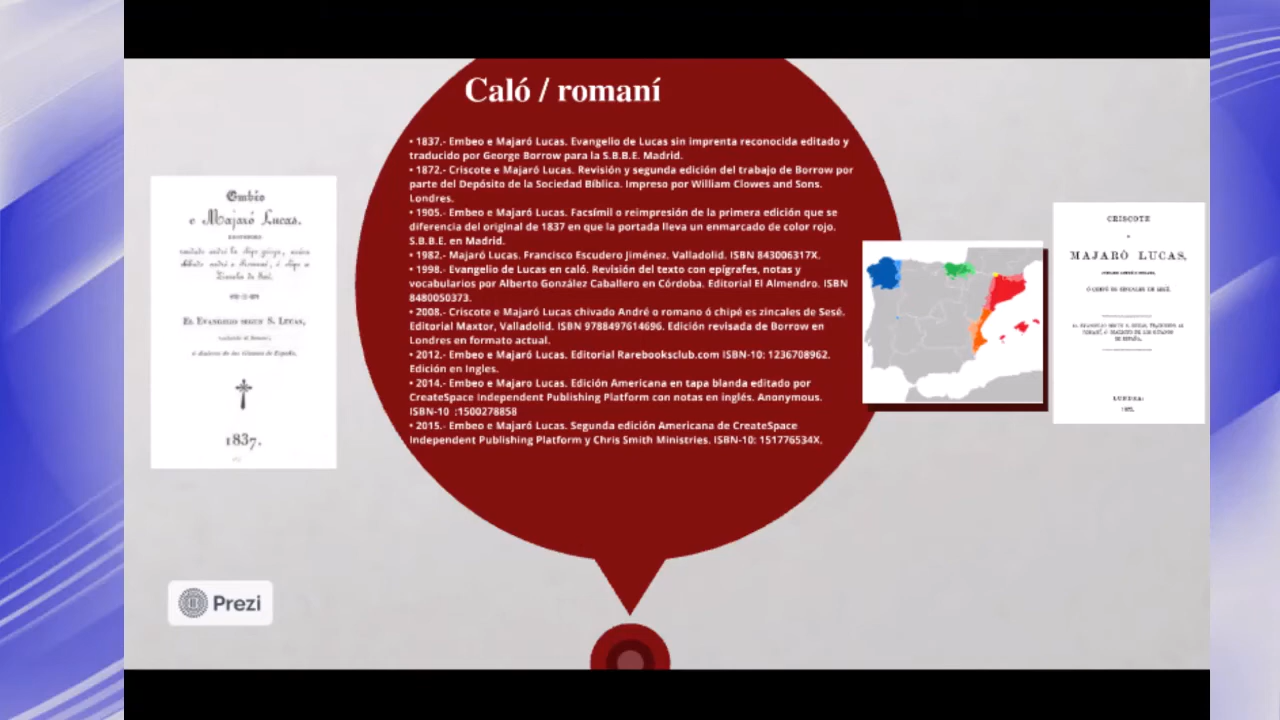 Caló / romaní
• 1837.- Embeo e Majaró Lucas. Evangelio de Lucas sin imprenta reconocida editado y
traducido por George Borrow para la S.B.B.E. Madrid.
• 1872.- Criscote e Majaró Lucas. Revisión y segunda edición del trabajo de Borrow por
parte del Depósito de la Sociedad Bíblica. Impreso por William Clowes and Sons.
Londres.
• 1905.- Embeo e Majaró Lucas. Facsímil o reimpresión de la primera edición que se
diferencia del original de 1837 en que la portada lleva un enmarcado de color rojo.
S.B.B.E. en Madrid.
• 1982.- Majaró Lucas. Francisco Escudero Jiménez. Valladolid. ISBN 843006317X.
• 1998.- Evangelio de Lucas en caló. Revisión del texto con epígrafes, notas y
vocabularios por Alberto González Caballero en Córdoba. Editorial El Almendro. ISBN
8480050373.
• 2008.- Criscote e Majaró Lucas chivado André o romano ó chipé es zincales de Sesé.
Editorial Maxtor, Valladolid. ISBN 9788497614696. Edición revisada de Borrow en
Londres en formato actual.
• 2012.- Embeo e Majaró Lucas. Editorial Rarebooksclub.com ISBN-10: 1236708962.
Edición en Ingles.
• 2014.- Embeo e Majaro Lucas. Edición Americana en tapa blanda editado por
CreateSpace Independent Publishing Platform con notas en inglés. Anonymous.
ISBN-10 :1500278858
• 2015.- Embeo e Majaró Lucas. Segunda edición Americana de CreateSpace
Independent Publishing Platform y Chris Smith Ministries. ISBN-10: 151776534X.
Embéo
e Majaró Lucas.
El Evangelio segun S. Lucas,
1837.
CRISCOTE
MAJARÓ LUCAS,
LUNDRA:
Prezi